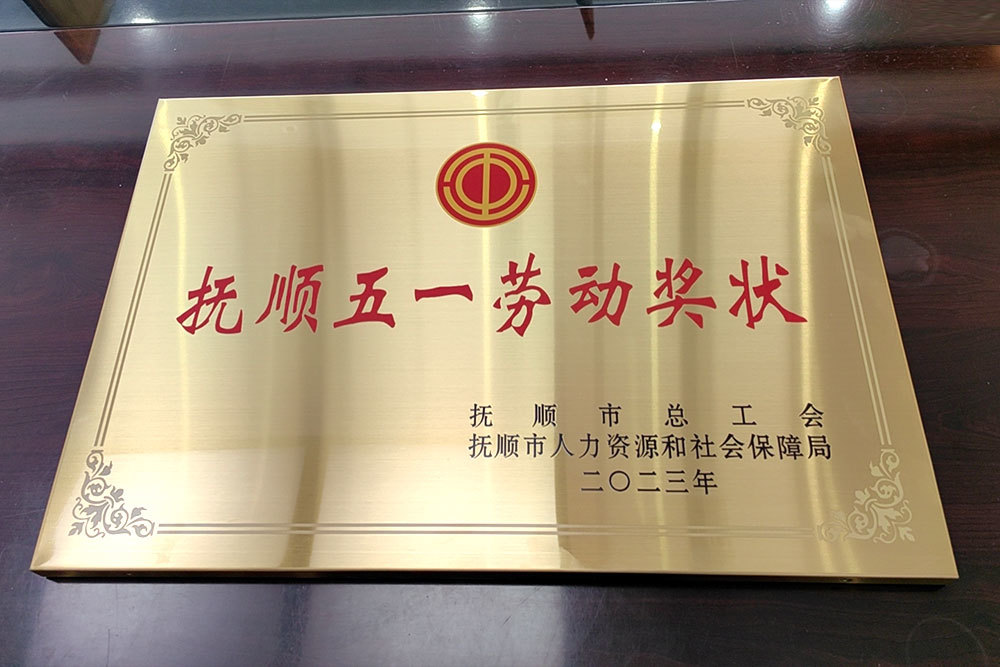 抚顺五一劳动奖状
抚顺市总工会
抚顺市人力资源和社会保障局
二〇二三年